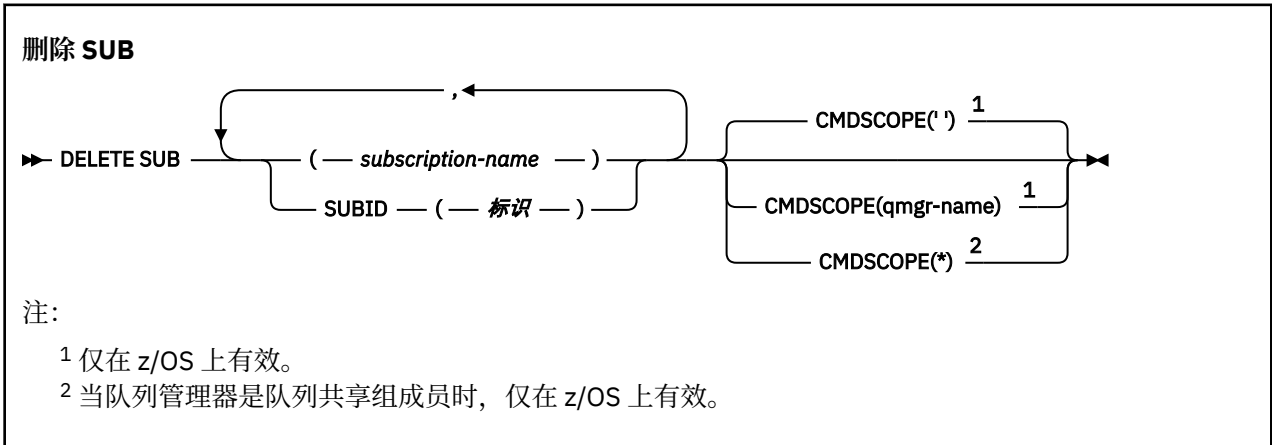 删除 SUB
,
CMDSCOPE(' ') 1
DELETE SUB ( subscription-name )
SUBID ( 标识 )
CMDSCOPE(qmgr-name) 1
CMDSCOPE(*) 2
注：
1 仅在 z/OS 上有效。
2 当队列管理器是队列共享组成员时，仅在 z/OS 上有效。